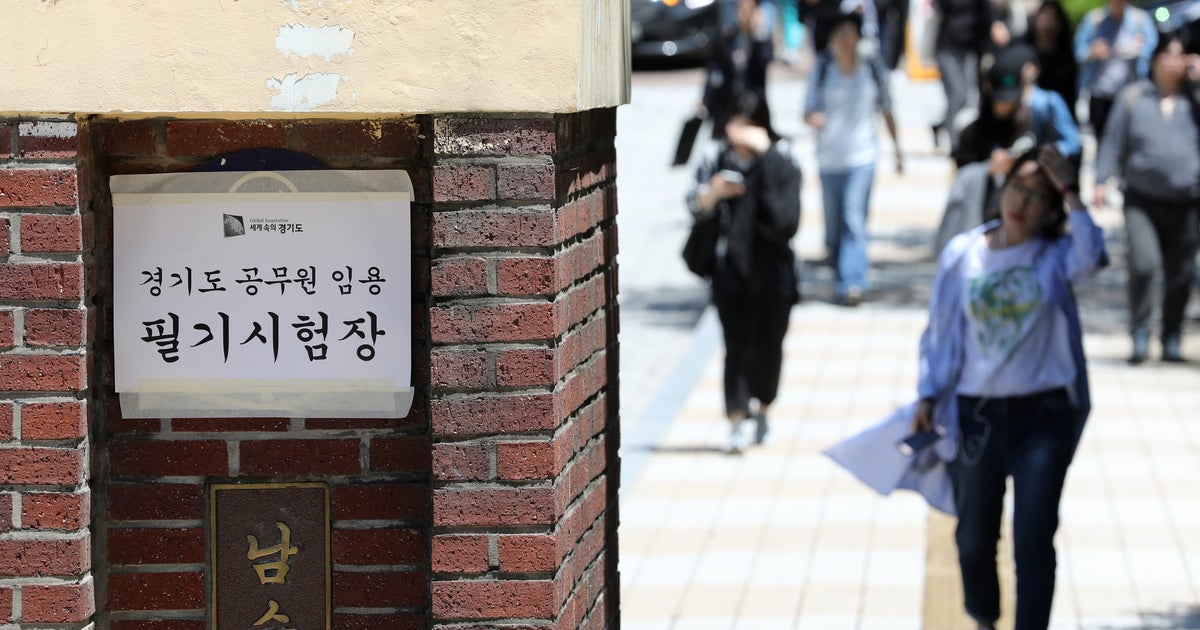 Global Inspiration
세계 속의 경기도
경기도 공무원 임용
필기시험장
남